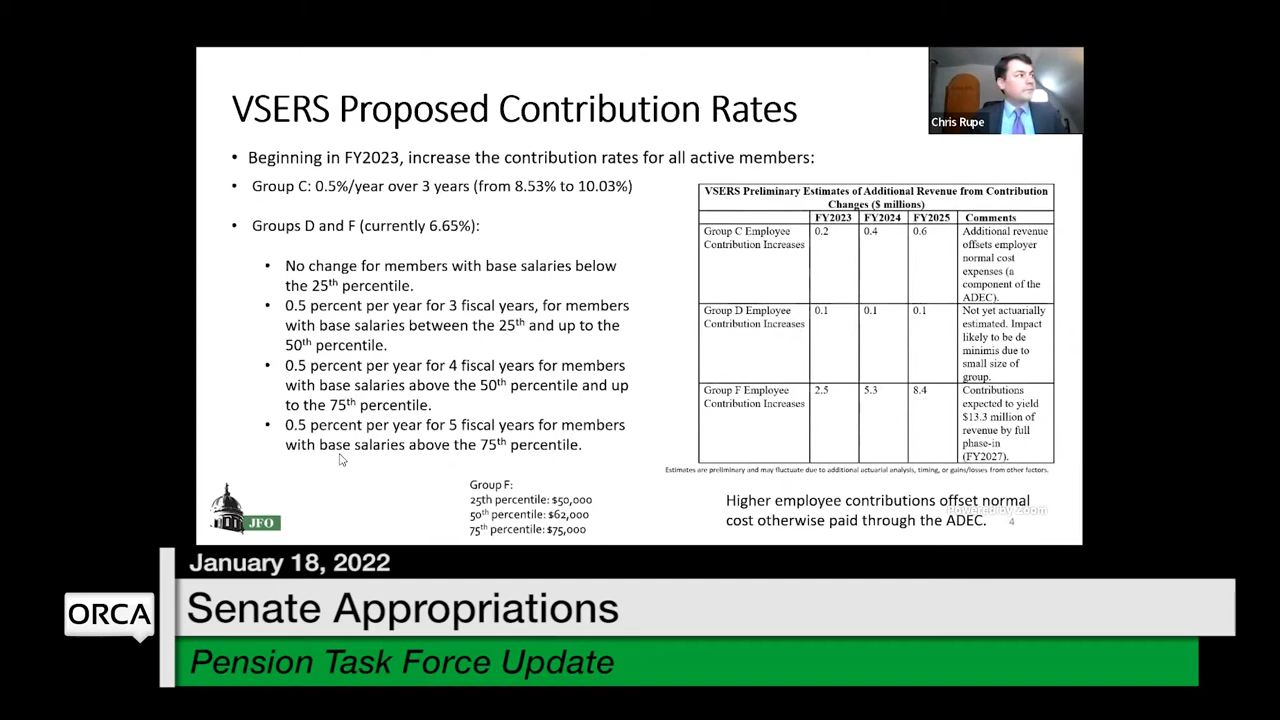 VSERS Proposed Contribution Rates
Chris Rupe
• Beginning in FY2023, increase the contribution rates for all active members:
• Group C: 0.5%/year over 3 years (from 8.53% to 10.03%)
• Groups D and F (currently 6.65%):
• No change for members with base salaries below
the 25th percentile.
• 0.5 percent per year for 3 fiscal years, for members
with base salaries between the 25th and up to the
50th percentile.
• 0.5 percent per year for 4 fiscal years for members
with base salaries above the 50th percentile and up
to the 75th percentile.
• 0.5 percent per year for 5 fiscal years for members
with base salaries above the 75th percentile.
Group F:
25th percentile: $50,000
50th percentile: $62,000
75th percentile: $75,000
JFO
VSERS Preliminary Estimates of Additional Revenue from Contribution
Changes ($ millions)
FY2023 FY2024 FY2025 Comments
Group C Employee 0.2 0.4 0.6 Additional revenue
Contribution Increases offsets employer
normal cost
expenses (a
component of the
ADEC).
Group D Employee 0.1 0.1 0.1 Not yet actuarially
Contribution Increases estimated. Impact
likely to be de
minimis due to
small size of
group.
Group F Employee 2.5 5.3 8.4 Contributions
Contribution Increases expected to yield
$13.3 million of
revenue by full
phase-in
(FY2027).
Estimates are preliminary and may fluctuate due to additional actuarial analysis, timing, or gains/losses from other factors.
Higher employee contributions offset normal
Powered by Zoom
cost otherwise paid through the ADEC.
4
January 18, 2022
ORCA
Senate Appropriations
Pension Task Force Update